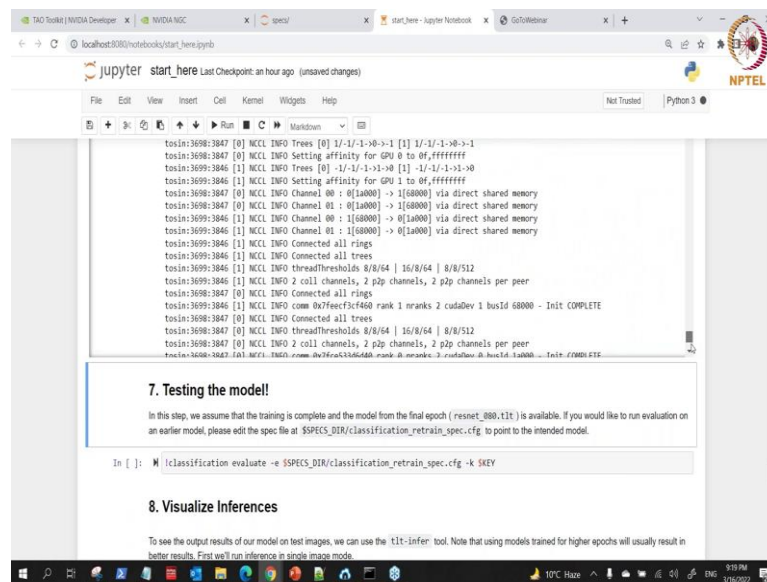 TAO Toolkit | NVIDIA Developer
NVIDIA NGC
specs/
start_here - Jupyter Notebook
GoToWebinar
localhost:8080/notebooks/start_here.ipynb
NPTEL
jupyter start_here Last Checkpoint: an hour ago (unsaved changes)
File Edit View Insert Cell Kernel Widgets Help Not Trusted Python 3
Run Markdown
tosin:3698:3847 [0] NCCL INFO Trees [0] 1/-1/-1->0->-1 [1] 1/-1/-1->0->-1
tosin:3698:3847 [0] NCCL INFO Setting affinity for GPU 0 to 0f,ffffffff
tosin:3699:3846 [1] NCCL INFO Trees [0] -1/-1/-1->1->0 [1] -1/-1/-1->1->0
tosin:3699:3846 [1] NCCL INFO Setting affinity for GPU 1 to 0f,ffffffff
tosin:3698:3847 [0] NCCL INFO Channel 00 : 0[1a000] -> 1[68000] via direct shared memory
tosin:3698:3847 [0] NCCL INFO Channel 01 : 0[1a000] -> 1[68000] via direct shared memory
tosin:3699:3846 [1] NCCL INFO Channel 00 : 1[68000] -> 0[1a000] via direct shared memory
tosin:3699:3846 [1] NCCL INFO Channel 01 : 1[68000] -> 0[1a000] via direct shared memory
tosin:3699:3846 [1] NCCL INFO Connected all rings
tosin:3699:3846 [1] NCCL INFO Connected all trees
tosin:3699:3846 [1] NCCL INFO threadThresholds 8/8/64 | 16/8/64 | 8/8/512
tosin:3699:3846 [1] NCCL INFO 2 coll channels, 2 p2p channels, 2 p2p channels per peer
tosin:3698:3847 [0] NCCL INFO Connected all rings
tosin:3699:3846 [1] NCCL INFO comm 0x7feecf3cf460 rank 1 nranks 2 cudaDev 1 busId 68000 - Init COMPLETE
tosin:3698:3847 [0] NCCL INFO Connected all trees
tosin:3698:3847 [0] NCCL INFO threadThresholds 8/8/64 | 16/8/64 | 8/8/512
tosin:3698:3847 [0] NCCL INFO 2 coll channels, 2 p2p channels, 2 p2p channels per peer
tosin:3698:3847 [0] NCCL INFO comm 0x7fce533d6d40 rank 0 nranks 2 cudaDev 0 busId 1a000 - Init COMPLETE
7. Testing the model!
In this step, we assume that the training is complete and the model from the final epoch ( resnet_080.tlt ) is available. If you would like to run evaluation on
an earlier model, please edit the spec file at $SPECS_DIR/classification_retrain_spec.cfg to point to the intended model.
In [ ]: !classification evaluate -e $SPECS_DIR/classification_retrain_spec.cfg -k $KEY
8. Visualize Inferences
To see the output results of our model on test images, we can use the tlt-infer tool. Note that using models trained for higher epochs will usually result in
better results. First we'll run inference in single image mode.
10°C Haze ENG 9:19 PM
3/16/2022